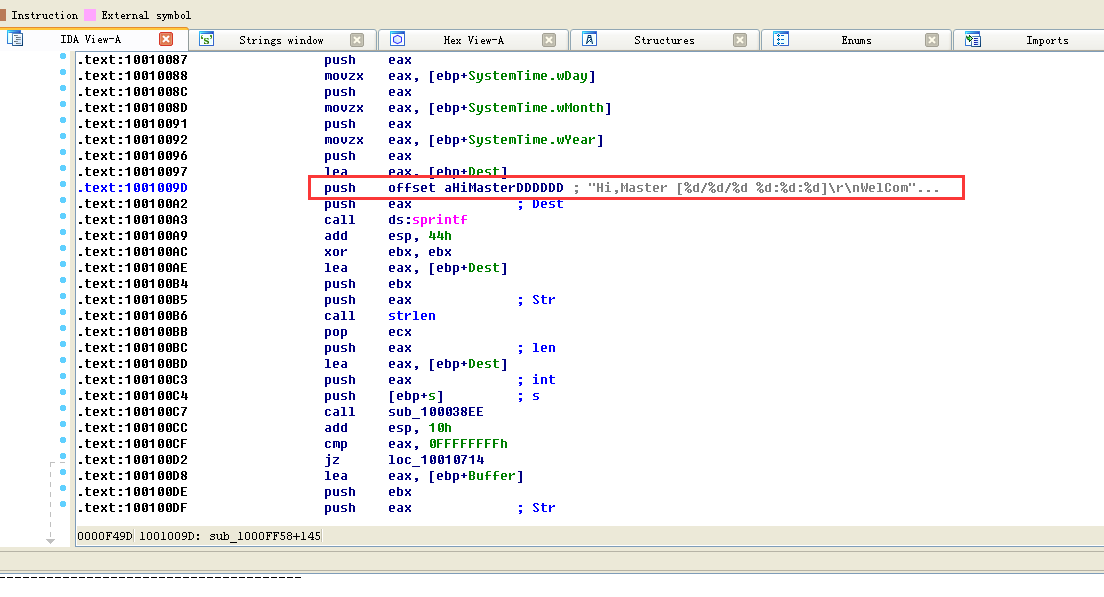 Instruction External symbol
IDA View-A Strings window Hex View-A Structures Enums Imports
.text:10010087 push eax
.text:10010088 movzx eax, [ebp+SystemTime.wDay]
.text:1001008C push eax
.text:1001008D movzx eax, [ebp+SystemTime.wMonth]
.text:10010091 push eax
.text:10010092 movzx eax, [ebp+SystemTime.wYear]
.text:10010096 push eax
.text:10010097 lea eax, [ebp+Dest]
.text:1001009D push offset aHiMasterDDDDDD ; "Hi,Master [%d/%d/%d %d:%d:%d]\r\nWelCom"...
.text:100100A2 push eax ; Dest
.text:100100A3 call ds:sprintf
.text:100100A9 add esp, 44h
.text:100100AC xor ebx, ebx
.text:100100AE lea eax, [ebp+Dest]
.text:100100B4 push ebx
.text:100100B5 push eax ; Str
.text:100100B6 call strlen
.text:100100BB pop ecx
.text:100100BC push eax ; len
.text:100100BD lea eax, [ebp+Dest]
.text:100100C3 push eax ; int
.text:100100C4 push [ebp+s] ; s
.text:100100C7 call sub_100038EE
.text:100100CC add esp, 10h
.text:100100CF cmp eax, 0FFFFFFFFh
.text:100100D2 jz loc_10010714
.text:100100D8 lea eax, [ebp+Buffer]
.text:100100DE push ebx
.text:100100DF push eax ; Str
0000F49D 1001009D: sub_1000FF58+145